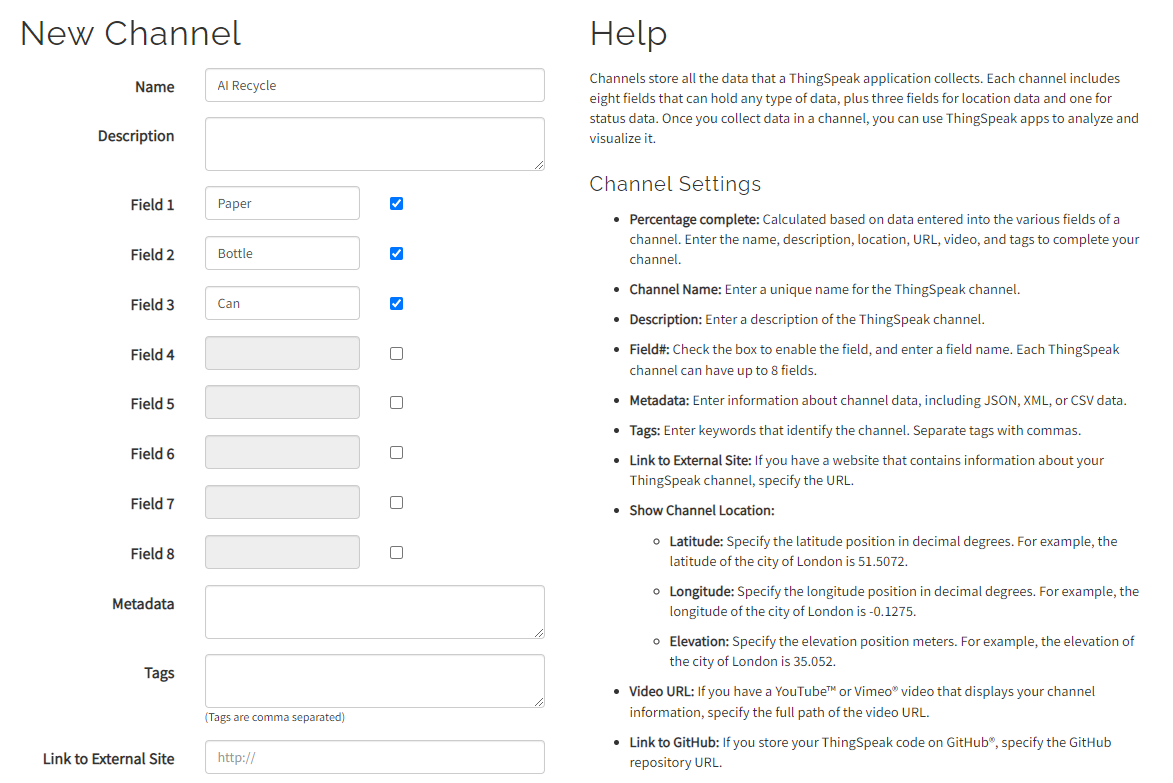 New Channel
Name
AI Recycle
Description
Field 1
Paper
Field 2
Bottle
Field 3
Can
Field 4
Field 5
Field 6
Field 7
Field 8
Metadata
Tags
(Tags are comma separated)
Link to External Site
http://
Help
Channels store all the data that a ThingSpeak application collects. Each channel includes
eight fields that can hold any type of data, plus three fields for location data and one for
status data. Once you collect data in a channel, you can use ThingSpeak apps to analyze and
visualize it.
Channel Settings
• Percentage complete: Calculated based on data entered into the various fields of a
channel. Enter the name, description, location, URL, video, and tags to complete your
channel.
• Channel Name: Enter a unique name for the ThingSpeak channel.
• Description: Enter a description of the ThingSpeak channel.
• Field#: Check the box to enable the field, and enter a field name. Each ThingSpeak
channel can have up to 8 fields.
• Metadata: Enter information about channel data, including JSON, XML, or CSV data.
• Tags: Enter keywords that identify the channel. Separate tags with commas.
• Link to External Site: If you have a website that contains information about your
ThingSpeak channel, specify the URL.
• Show Channel Location:
○ Latitude: Specify the latitude position in decimal degrees. For example, the
latitude of the city of London is 51.5072.
○ Longitude: Specify the longitude position in decimal degrees. For example, the
longitude of the city of London is -0.1275.
○ Elevation: Specify the elevation position meters. For example, the elevation of
the city of London is 35.052.
• Video URL: If you have a YouTube™ or Vimeo® video that displays your channel
information, specify the full path of the video URL.
• Link to GitHub: If you store your ThingSpeak code on GitHub®, specify the GitHub
repository URL.